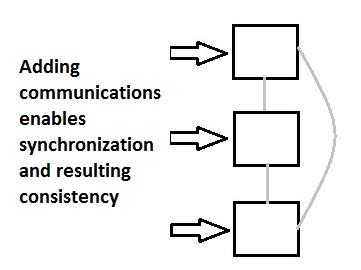 Adding
communications
enables
synchronization
and resulting
consistency